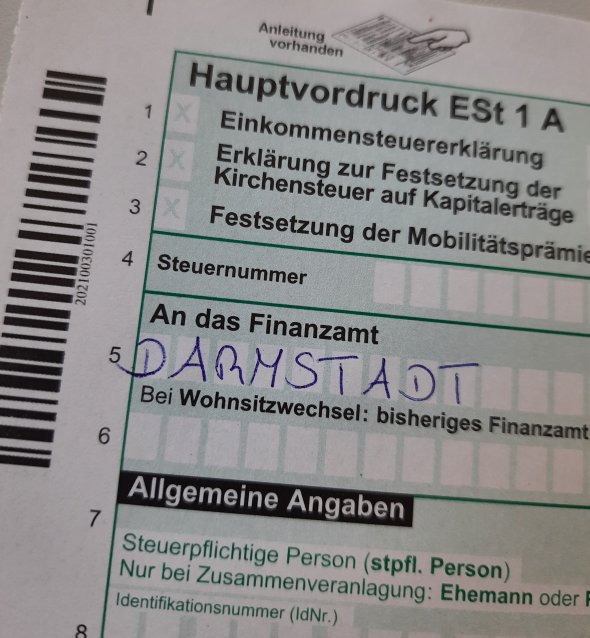 Anleitung
vorhanden
Hauptvordruck ESt 1 A
1 X Einkommensteuererklärung
2 X Erklärung zur Festsetzung der
Kirchensteuer auf Kapitalerträge
3 X Festsetzung der Mobilitätsprämie
4 Steuernummer
An das Finanzamt
5 DARMSTADT
Bei Wohnsitzwechsel: bisheriges Finanzamt
6
Allgemeine Angaben
7
Steuerpflichtige Person (stpfl. Person)
Nur bei Zusammenveranlagung: Ehemann oder
Identifikationsnummer (IdNr.)
8
202100301001